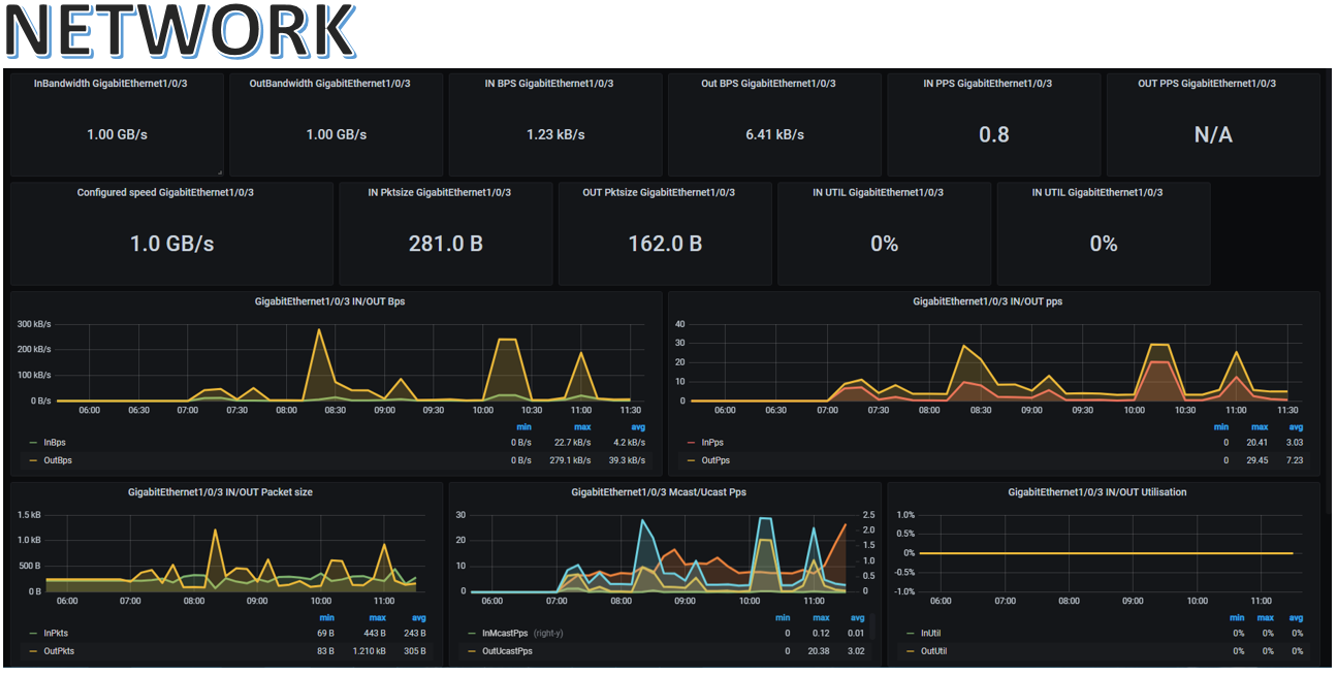 NETWORK
InBandwidth GigabitEthernet1/0/3
OutBandwidth GigabitEthernet1/0/3
IN BPS GigabitEthernet1/0/3
Out BPS GigabitEthernet1/0/3
IN PPS GigabitEthernet1/0/3
OUT PPS GigabitEthernet1/0/3
1.00 GB/s
1.00 GB/s
1.23 kB/s
6.41 kB/s
0.8
N/A
Configured speed GigabitEthernet1/0/3
IN Pktsize GigabitEthernet1/0/3
OUT Pktsize GigabitEthernet1/0/3
IN UTIL GigabitEthernet1/0/3
IN UTIL GigabitEthernet1/0/3
1.0 GB/s
281.0 B
162.0 B
0%
0%
GigabitEthernet1/0/3 IN/OUT Bps
300 kB/s
200 kB/s
100 kB/s
0 B/s
06:00 06:30 07:00 07:30 08:00 08:30 09:00 09:30 10:00 10:30 11:00 11:30
min max avg
InBps 0 B/s 22.7 kB/s 4.2 kB/s
OutBps 0 B/s 279.1 kB/s 39.3 kB/s
GigabitEthernet1/0/3 IN/OUT pps
40
30
20
10
0
06:00 06:30 07:00 07:30 08:00 08:30 09:00 09:30 10:00 10:30 11:00 11:30
min max avg
InPps 0 20.41 3.03
OutPps 0 29.45 7.23
GigabitEthernet1/0/3 IN/OUT Packet size
1.5 kB
1.0 kB
500 B
0 B
06:00 07:00 08:00 09:00 10:00 11:00
min max avg
InPkts 69 B 443 B 243 B
OutPkts 83 B 1.210 kB 305 B
GigabitEthernet1/0/3 Mcast/Ucast Pps
30
20
10
0
2.5
2.0
1.5
1.0
0.5
0
06:00 07:00 08:00 09:00 10:00 11:00
min max avg
InMcastPps (right-y) 0 0.12 0.01
OutUcastPps 0 20.38 3.02
GigabitEthernet1/0/3 IN/OUT Utilisation
1.0%
0.5%
0%
-0.5%
-1.0%
06:00 07:00 08:00 09:00 10:00 11:00
min max avg
InUtil 0% 0% 0%
OutUtil 0% 0% 0%